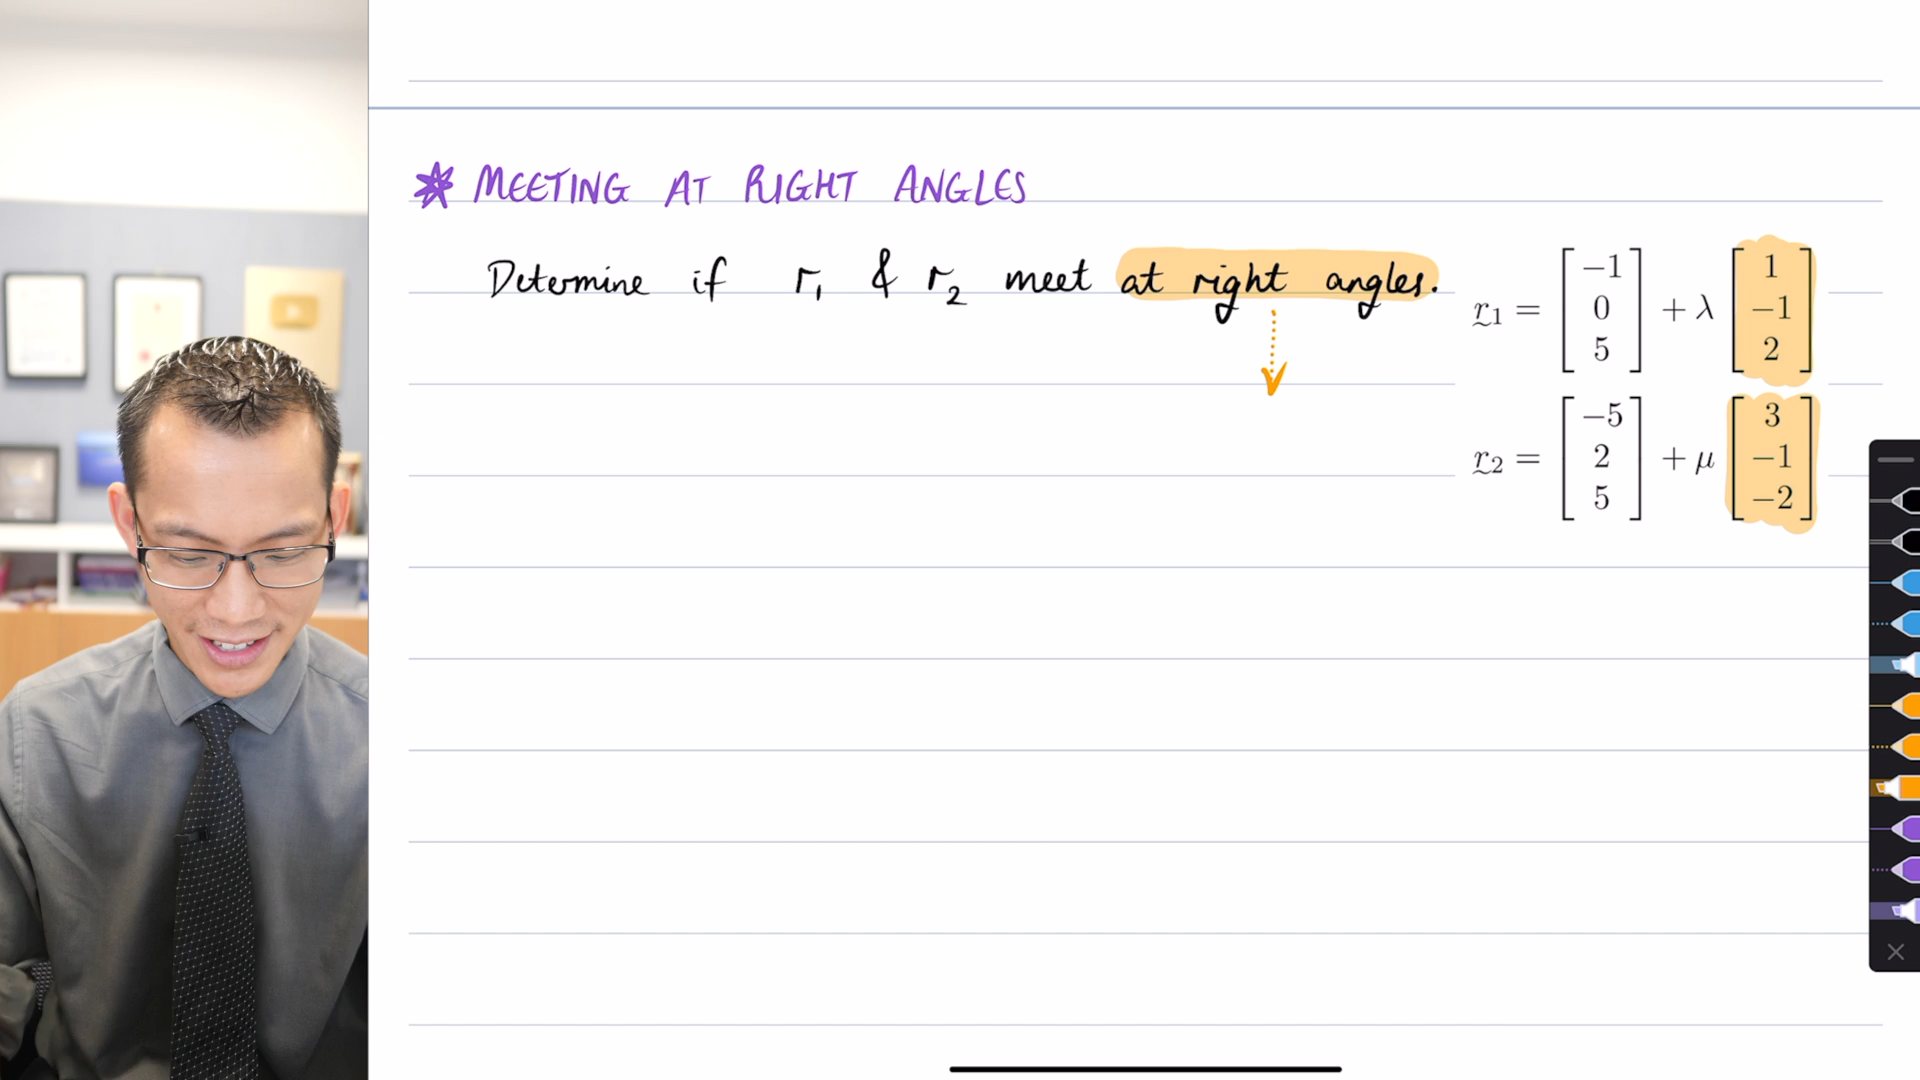 * MEETING AT RIGHT ANGLES
Determine if r₁ & r₂ meet at right angles.
r₁ = [−1 0 5] + λ [1 −1 2]
r₂ = [−5 2 5] + μ [3 −1 −2]